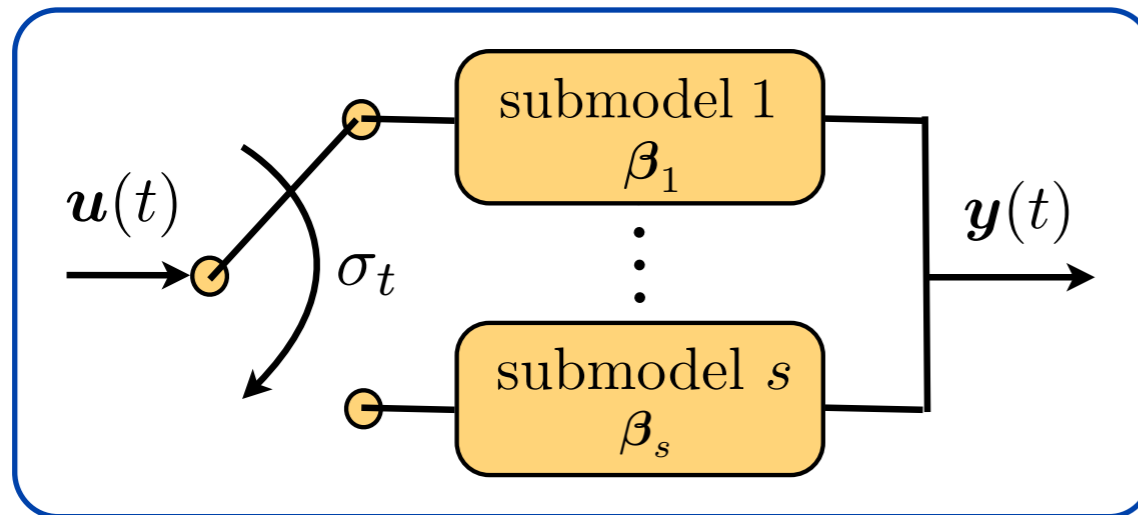 submodel 1
β₁
u(t)
σₜ
⋮
y(t)
submodel s
βₛ